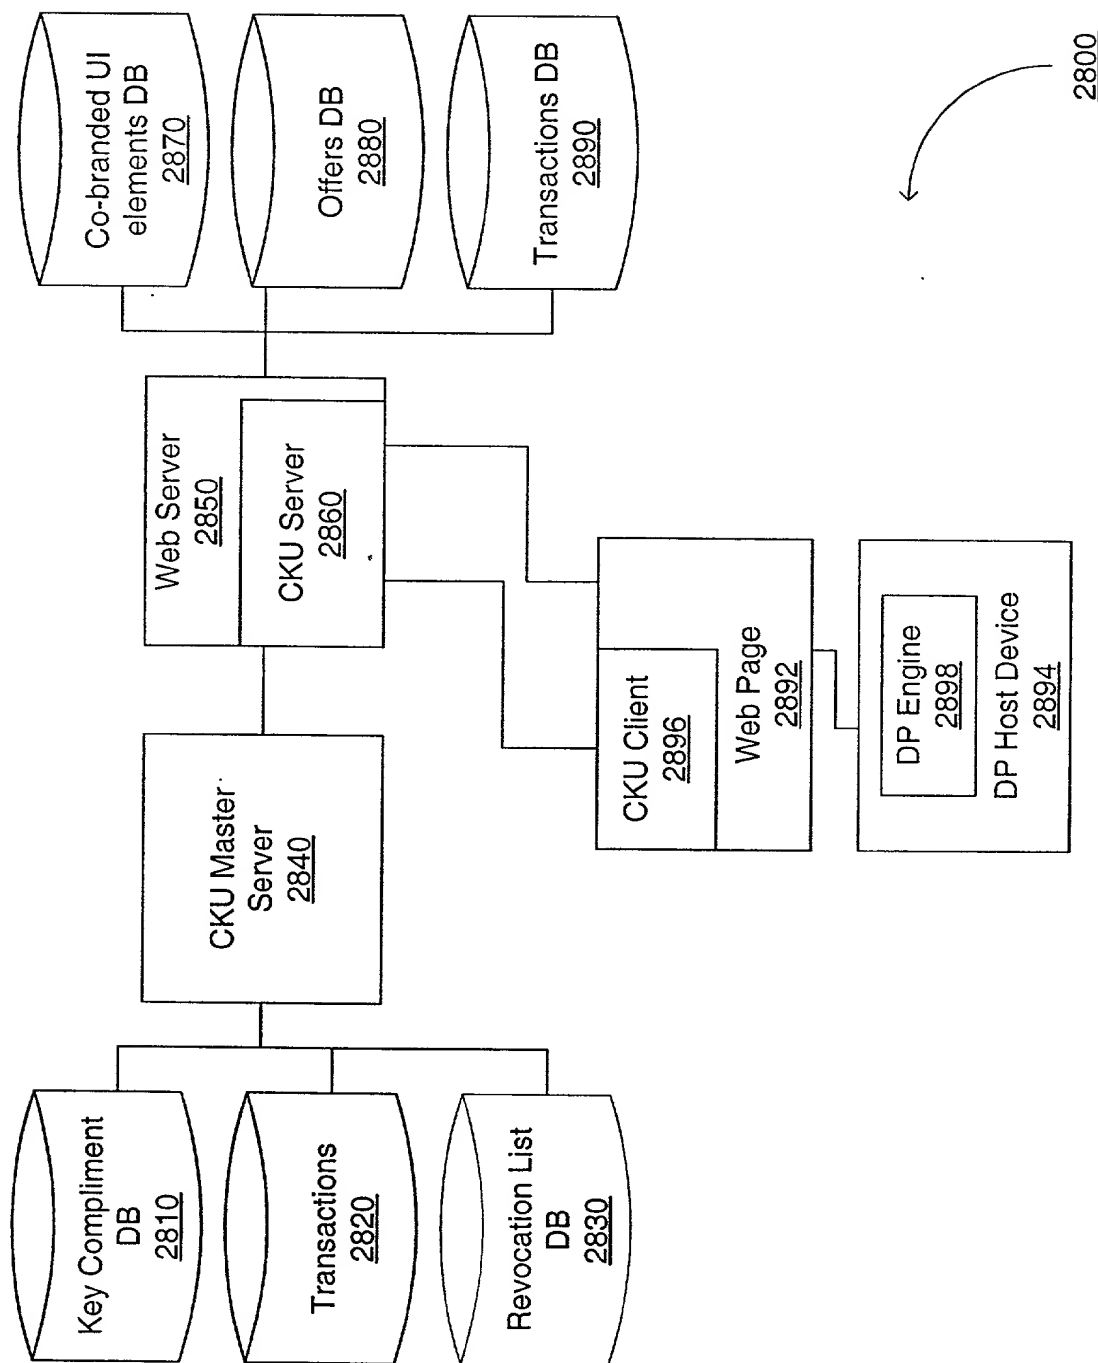 Key Compliment
DB
2810
Transactions
2820
Revocation List
DB
2830
CKU Master
Server
2840
Web Server
2850
CKU Server
2860
Co-branded UI
elements DB
2870
Offers DB
2880
Transactions DB
2890
CKU Client
2896
Web Page
2892
DP Engine
2898
DP Host Device
2894
2800